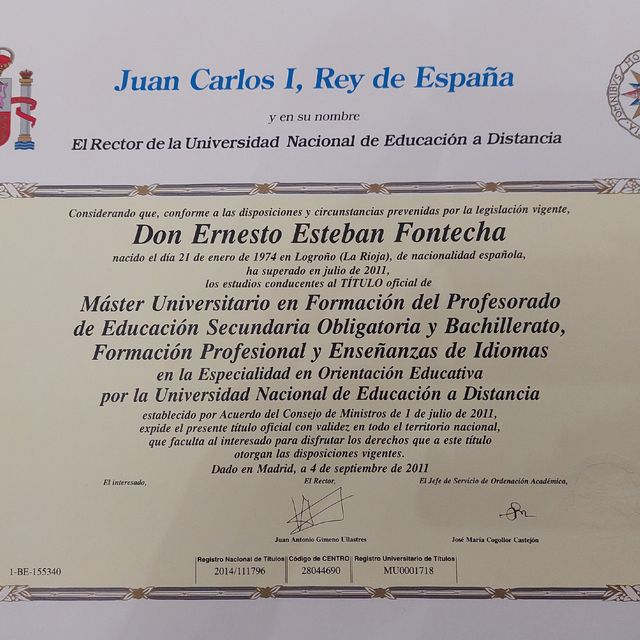 Juan Carlos I, Rey de España
y en su nombre
El Rector de la Universidad Nacional de Educación a Distancia
Considerando que, conforme a las disposiciones y circunstancias prevenidas por la legislación vigente,
Don Ernesto Esteban Fontecha
nacido el día 21 de enero de 1974 en Logroño (La Rioja), de nacionalidad española,
ha superado en julio de 2011,
los estudios conducentes al TÍTULO oficial de
Máster Universitario en Formación del Profesorado
de Educación Secundaria Obligatoria y Bachillerato,
Formación Profesional y Enseñanzas de Idiomas
en la Especialidad en Orientación Educativa
por la Universidad Nacional de Educación a Distancia
establecido por Acuerdo del Consejo de Ministros de 1 de julio de 2011,
expide el presente título oficial con validez en todo el territorio nacional,
que faculta al interesado para disfrutar los derechos que a este título
otorgan las disposiciones vigentes.
Dado en Madrid, a 4 de septiembre de 2011
El interesado, El Rector, El Jefe de Servicio de Ordenación Académica,
Juan Antonio Gimeno Ullastres José María Cogollor Castejón
Registro Nacional de Títulos Código de CENTRO Registro Universitario de Títulos
1-BE-155340 2014/111796 28044690 MU0001718